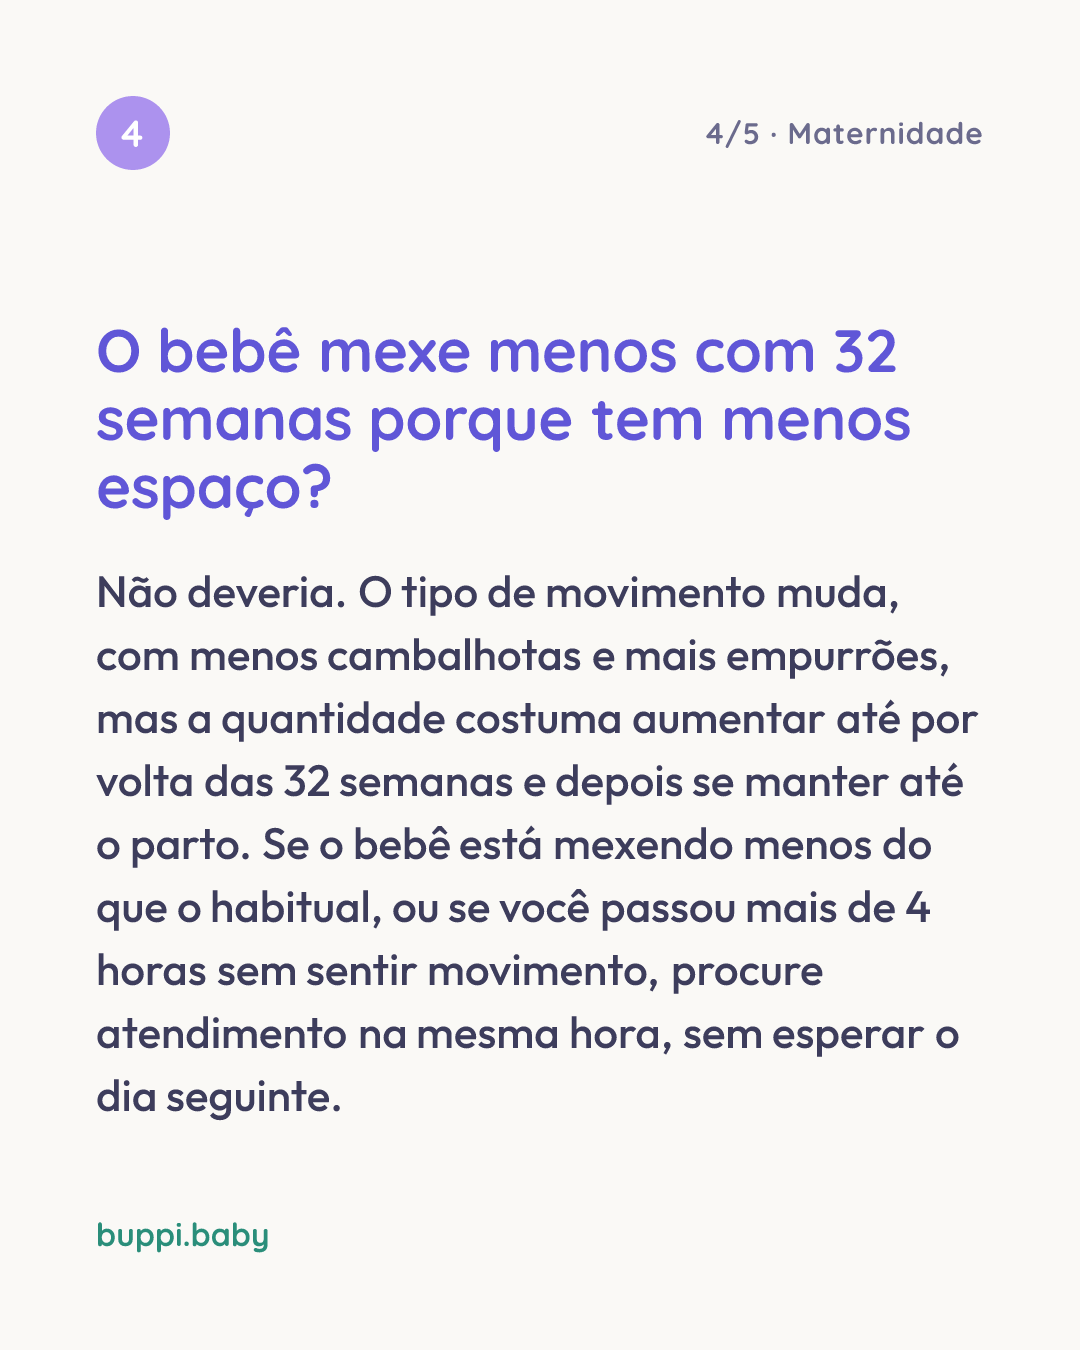 4
4/5 · Maternidade
O bebê mexe menos com 32
semanas porque tem menos
espaço?
Não deveria. O tipo de movimento muda,
com menos cambalhotas e mais empurrões,
mas a quantidade costuma aumentar até por
volta das 32 semanas e depois se manter até
o parto. Se o bebê está mexendo menos do
que o habitual, ou se você passou mais de 4
horas sem sentir movimento, procure
atendimento na mesma hora, sem esperar o
dia seguinte.
buppi.baby